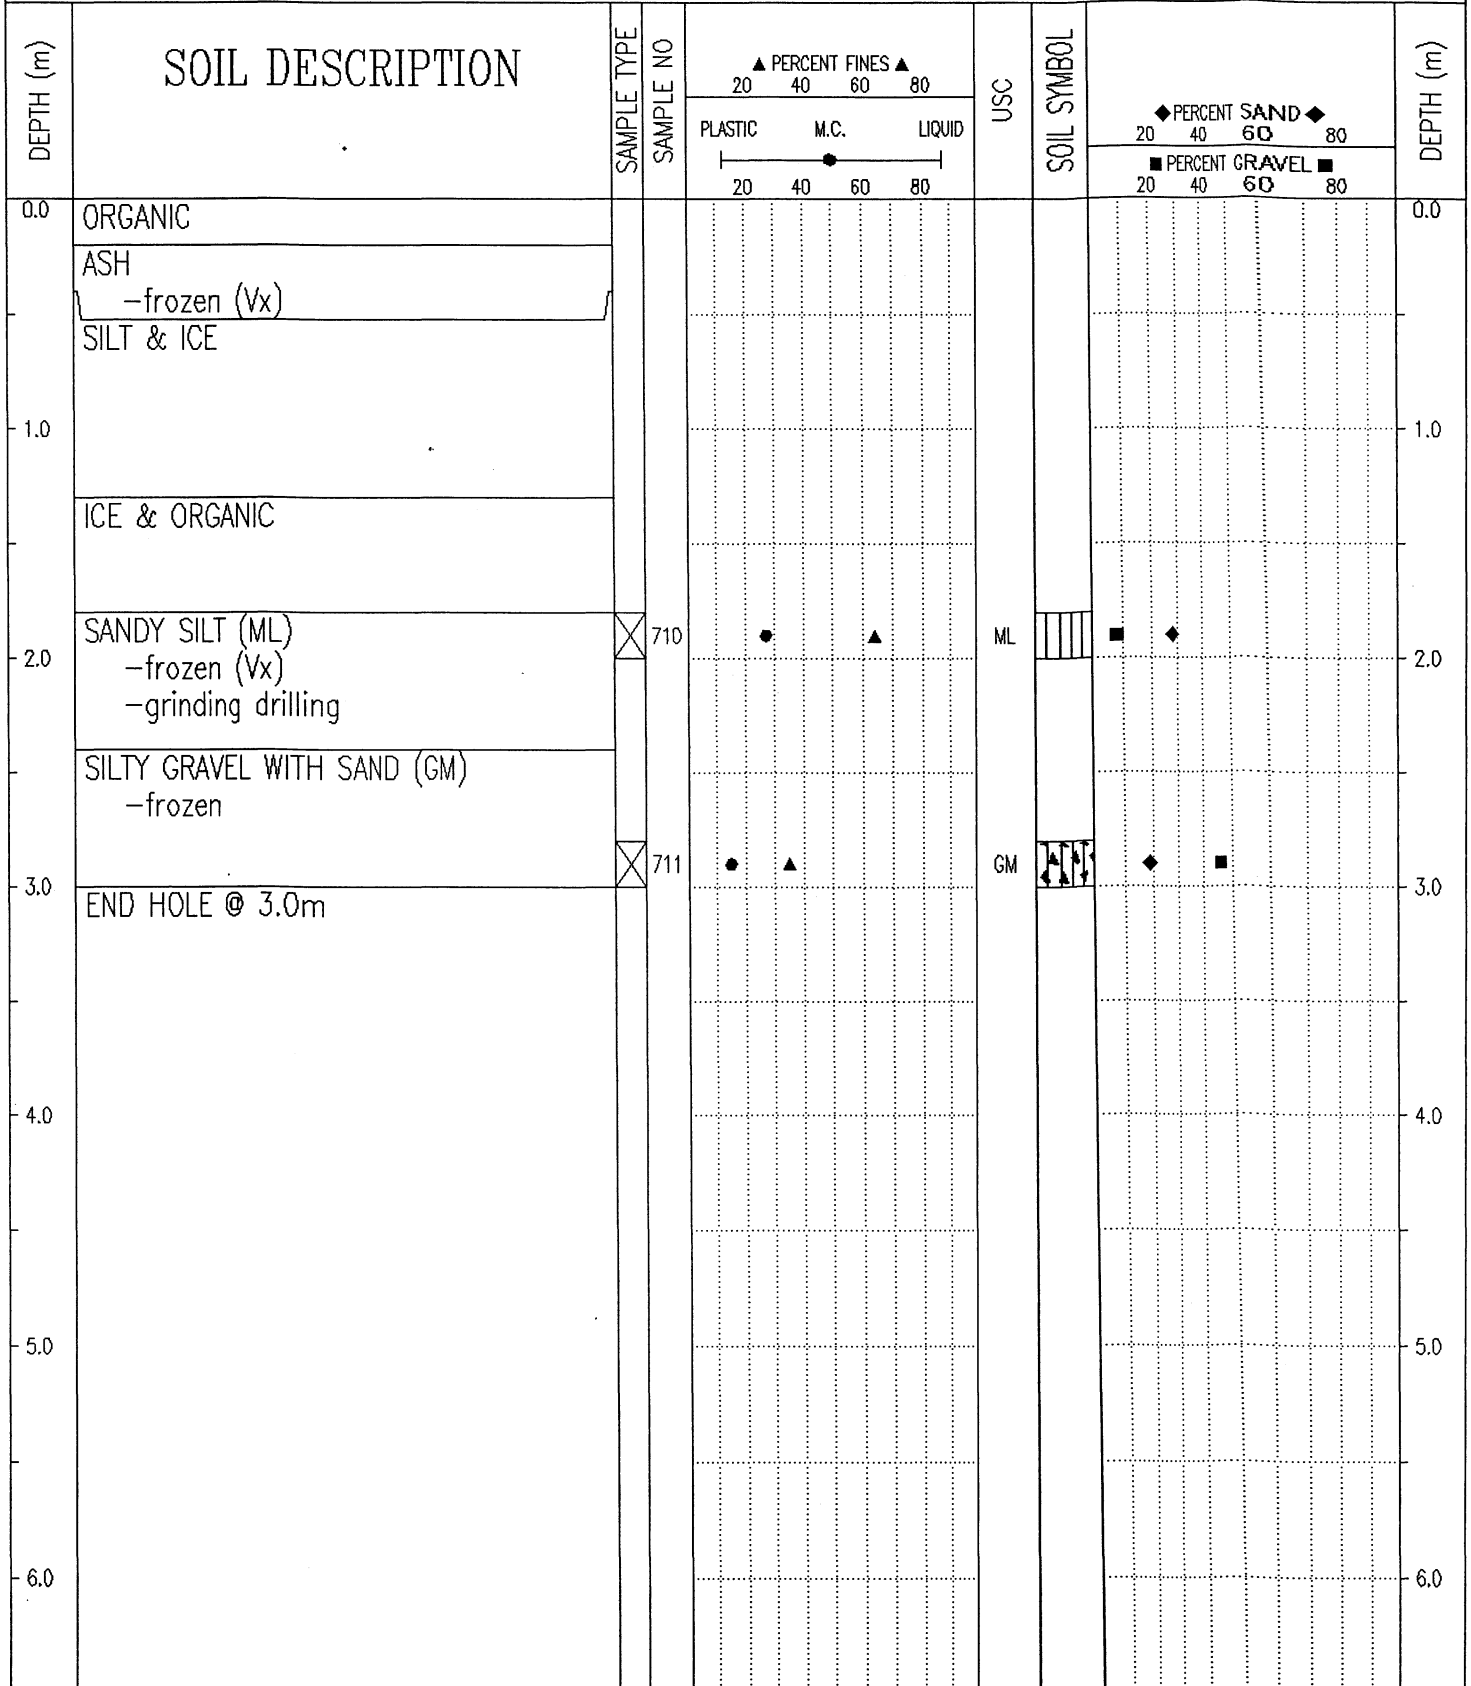 DEPTH (m)
SOIL DESCRIPTION
SAMPLE TYPE
SAMPLE NO
▲ PERCENT FINES ▲
20 40 60 80
PLASTIC M.C. LIQUID
20 40 60 80
USC
SOIL SYMBOL
◆ PERCENT SAND ◆
20 40 60 80
■ PERCENT GRAVEL ■
20 40 60 80
DEPTH (m)
0.0 0.0
ORGANIC
ASH
-frozen (Vx)
SILT & ICE
1.0 1.0
ICE & ORGANIC
SANDY SILT (ML) 710 ML
2.0 -frozen (Vx) 2.0
-grinding drilling
SILTY GRAVEL WITH SAND (GM)
-frozen
711 GM
3.0 3.0
END HOLE @ 3.0m
4.0 4.0
5.0 5.0
6.0 6.0